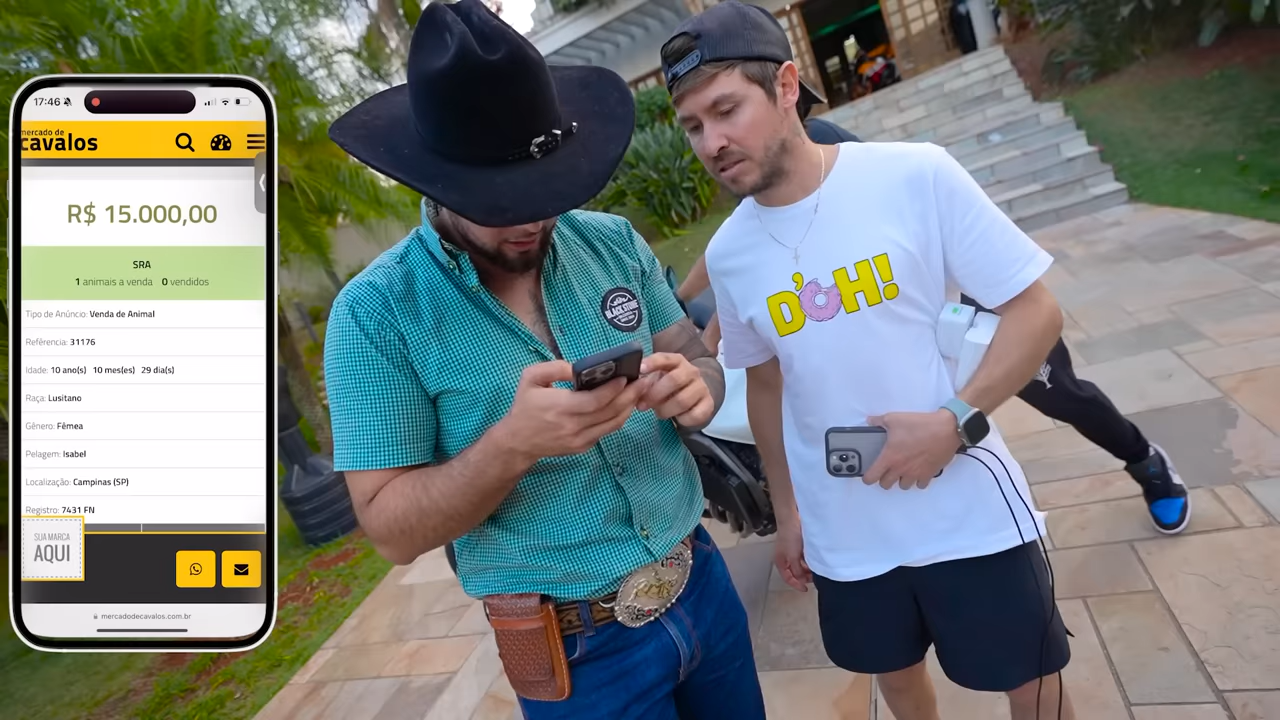 17:46
mercado de
cavalos
R$ 15.000,00
SRA
1 animais a venda 0 vendidos
Tipo de Anúncio: Venda de Animal
Refêrencia: 31176
Idade: 10 ano(s) 10 mes(es) 29 dia(s)
Raça: Lusitano
Gênero: Fêmea
Pelagem: Isabel
Localização: Campinas (SP)
Registro: 7431 FN
SUA MARCA
AQUI
mercadodecavalos.com.br
BLACK STONE
D'OH!